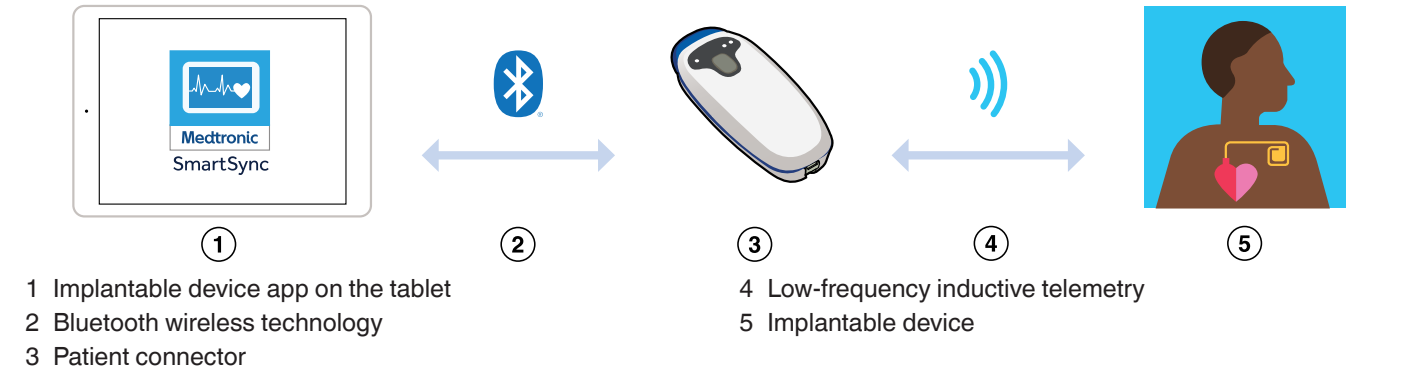 Medtronic
SmartSync
®
1 2 3 4 5
1 Implantable device app on the tablet
2 Bluetooth wireless technology
3 Patient connector
4 Low-frequency inductive telemetry
5 Implantable device